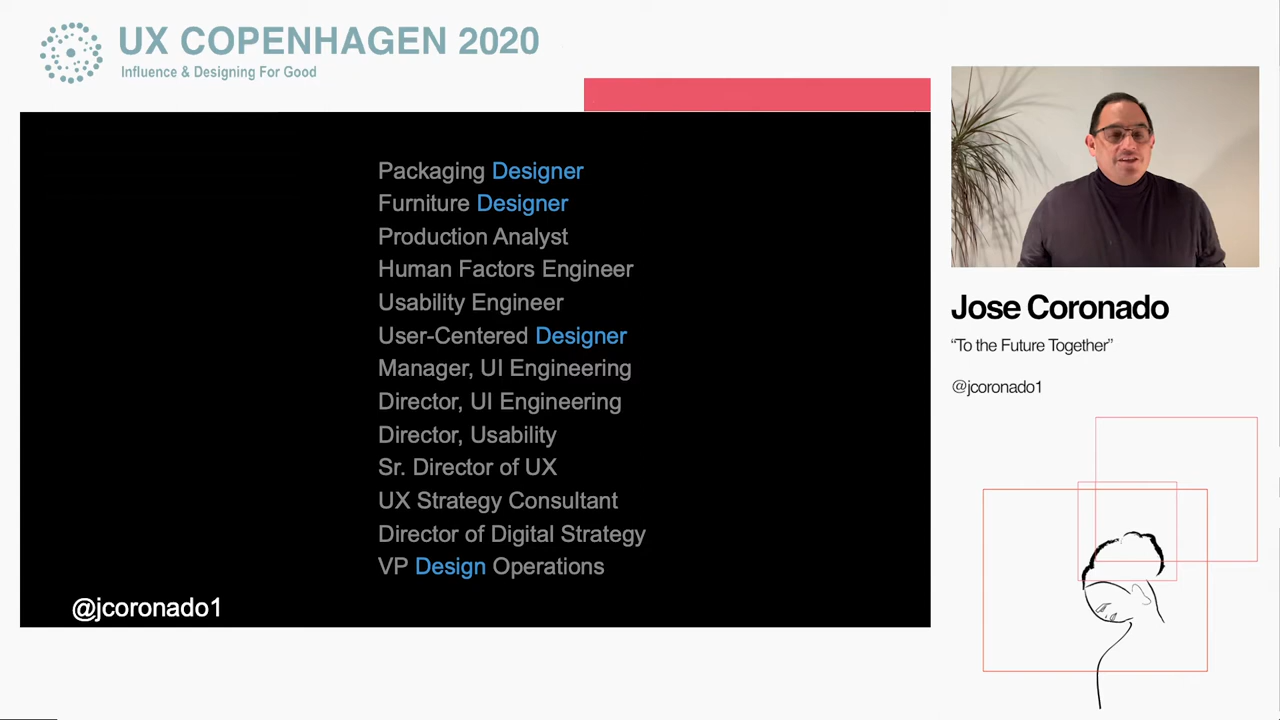 UX COPENHAGEN 2020
Influence & Designing For Good
Packaging Designer
Furniture Designer
Production Analyst
Human Factors Engineer
Usability Engineer
User-Centered Designer
Manager, UI Engineering
Director, UI Engineering
Director, Usability
Sr. Director of UX
UX Strategy Consultant
Director of Digital Strategy
VP Design Operations
@jcoronado1
Jose Coronado
“To the Future Together”
@jcoronado1